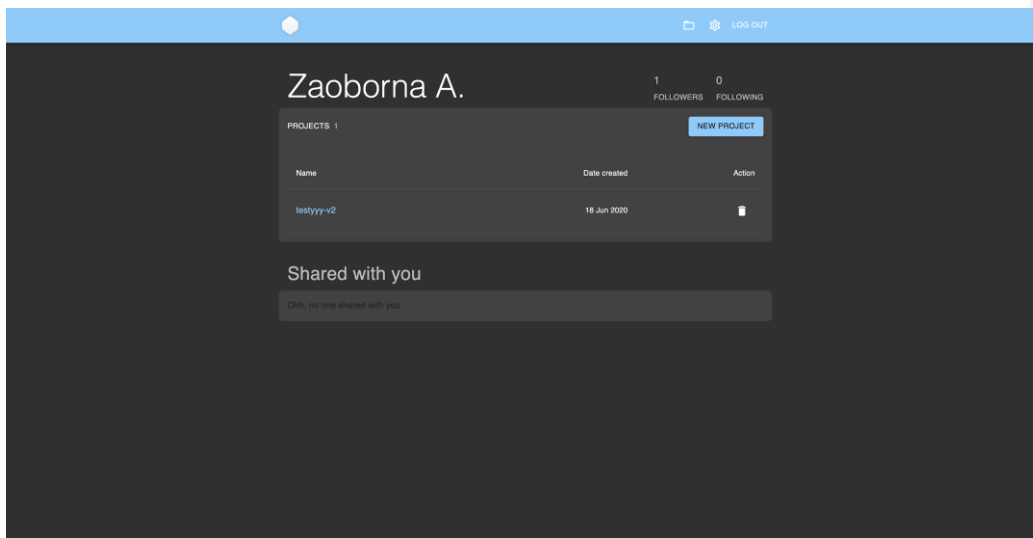 LOG OUT
Zaoborna A.
1 0
FOLLOWERS FOLLOWING
PROJECTS 1 NEW PROJECT
Name Date created Action
testyyy-v2 18 Jun 2020
Shared with you
Ohh, no one shared with you